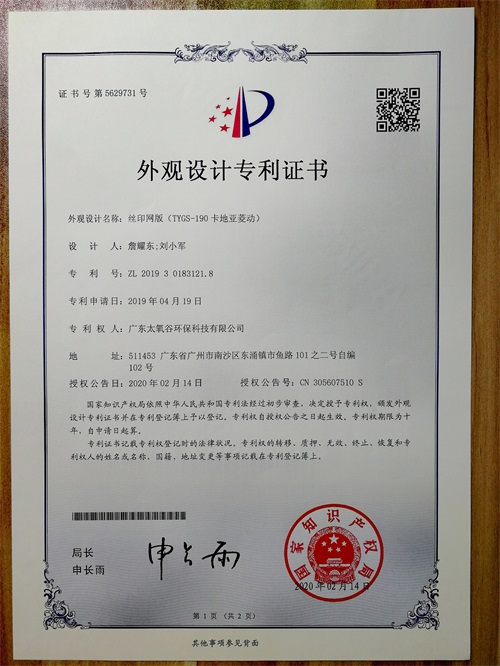 证书号第5629731号
外观设计专利证书
外观设计名称：丝印网版（TYGS-190 卡地亚菱动）
设计人：詹耀东;刘小军
专利号：ZL 2019 3 0183121.8
专利申请日：2019年04月19日
专利权人：广东太氧谷环保科技有限公司
地址：511453 广东省广州市南沙区东涌镇市鱼路101之二号自编
102号
授权公告日：2020年02月14日 授权公告号：CN 305607510 S
国家知识产权局依照中华人民共和国专利法经过初步审查，决定授予专利权，颁发外观
设计专利证书并在专利登记簿上予以登记。专利权自授权公告之日起生效。专利权期限为十
年，自申请日起算。
专利证书记载专利权登记时的法律状况。专利权的转移、质押、无效、终止、恢复和专
利权人的姓名或名称、国籍、地址变更等事项记载在专利登记簿上。
局长
申长雨
申长雨
国家知识产权局
2020年02月14日
第1页（共2页）
其他事项参见背面